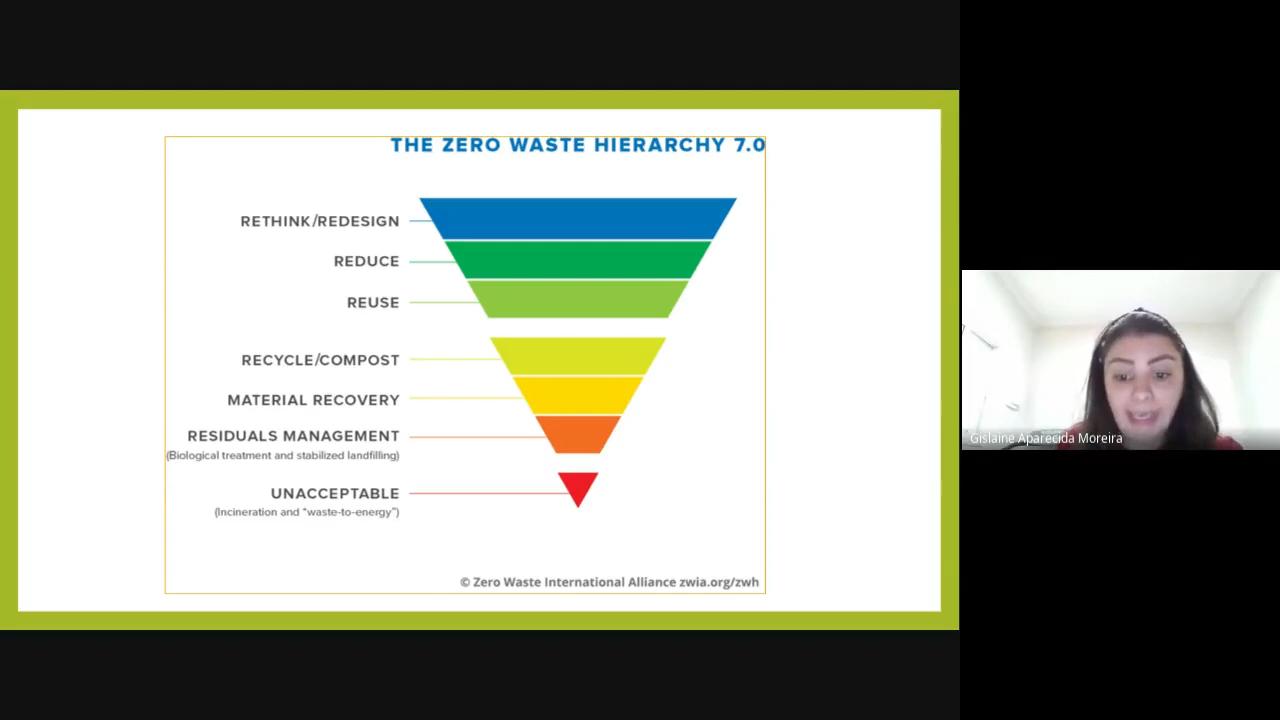 THE ZERO WASTE HIERARCHY 7.0
RETHINK/REDESIGN
REDUCE
REUSE
RECYCLE/COMPOST
MATERIAL RECOVERY
RESIDUALS MANAGEMENT
(Biological treatment and stabilized landfilling)
UNACCEPTABLE
(Incineration and "waste-to-energy")
© Zero Waste International Alliance zwia.org/zwh
Gislaine Aparecida Moreira